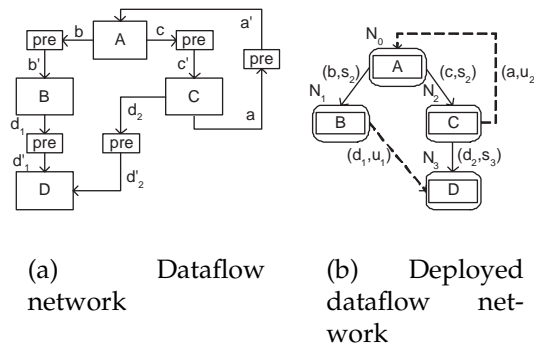 A
b
c
a'
pre
pre
b'
c'
pre
B
C
d1
d2
a
pre
pre
d'1
d'2
D
N0
A
(b,s2)
(c,s2)
(a,u2
N1
N2
B
C
(d1,u1)
N3
(d2,s3)
D
(a) Dataflow
network
(b) Deployed
dataflow net-
work